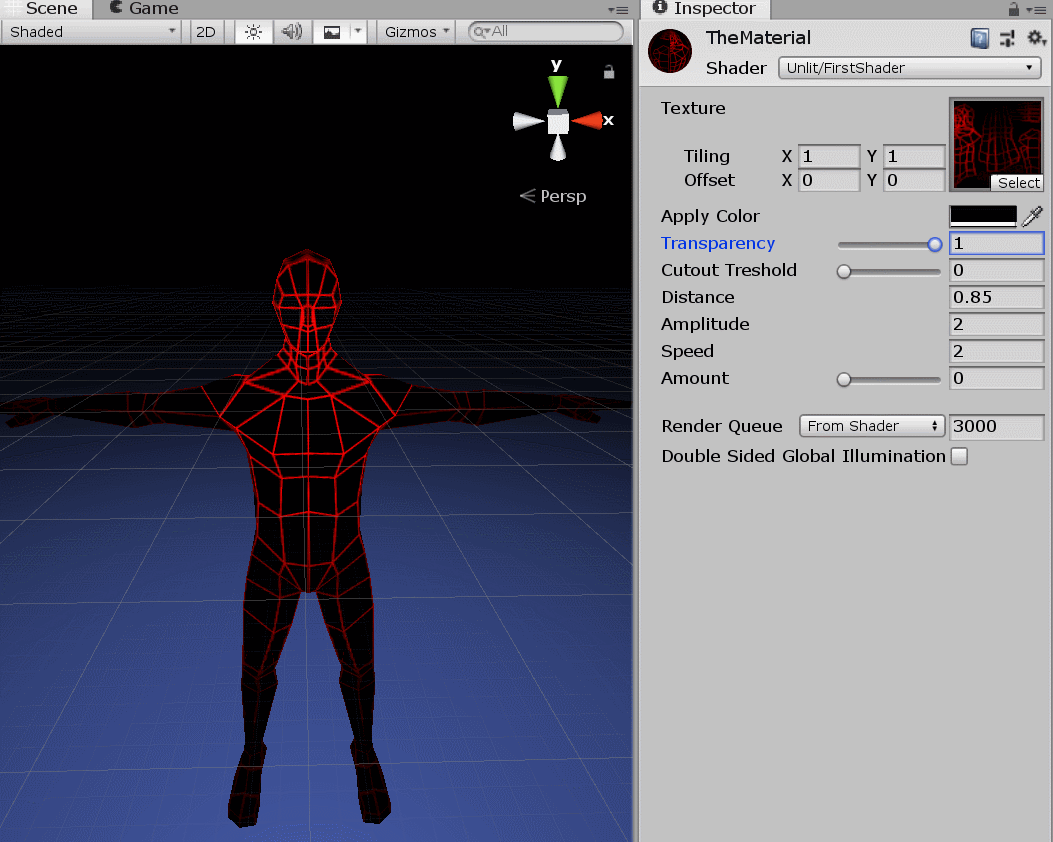 Scene Game
Shaded 2D Gizmos All
y
x
Persp
Inspector
TheMaterial
Shader Unlit/FirstShader
Texture
Tiling X 1 Y 1
Offset X 0 Y 0
Select
Apply Color
Transparency 1
Cutout Treshold 0
Distance 0.85
Amplitude 2
Speed 2
Amount 0
Render Queue From Shader 3000
Double Sided Global Illumination